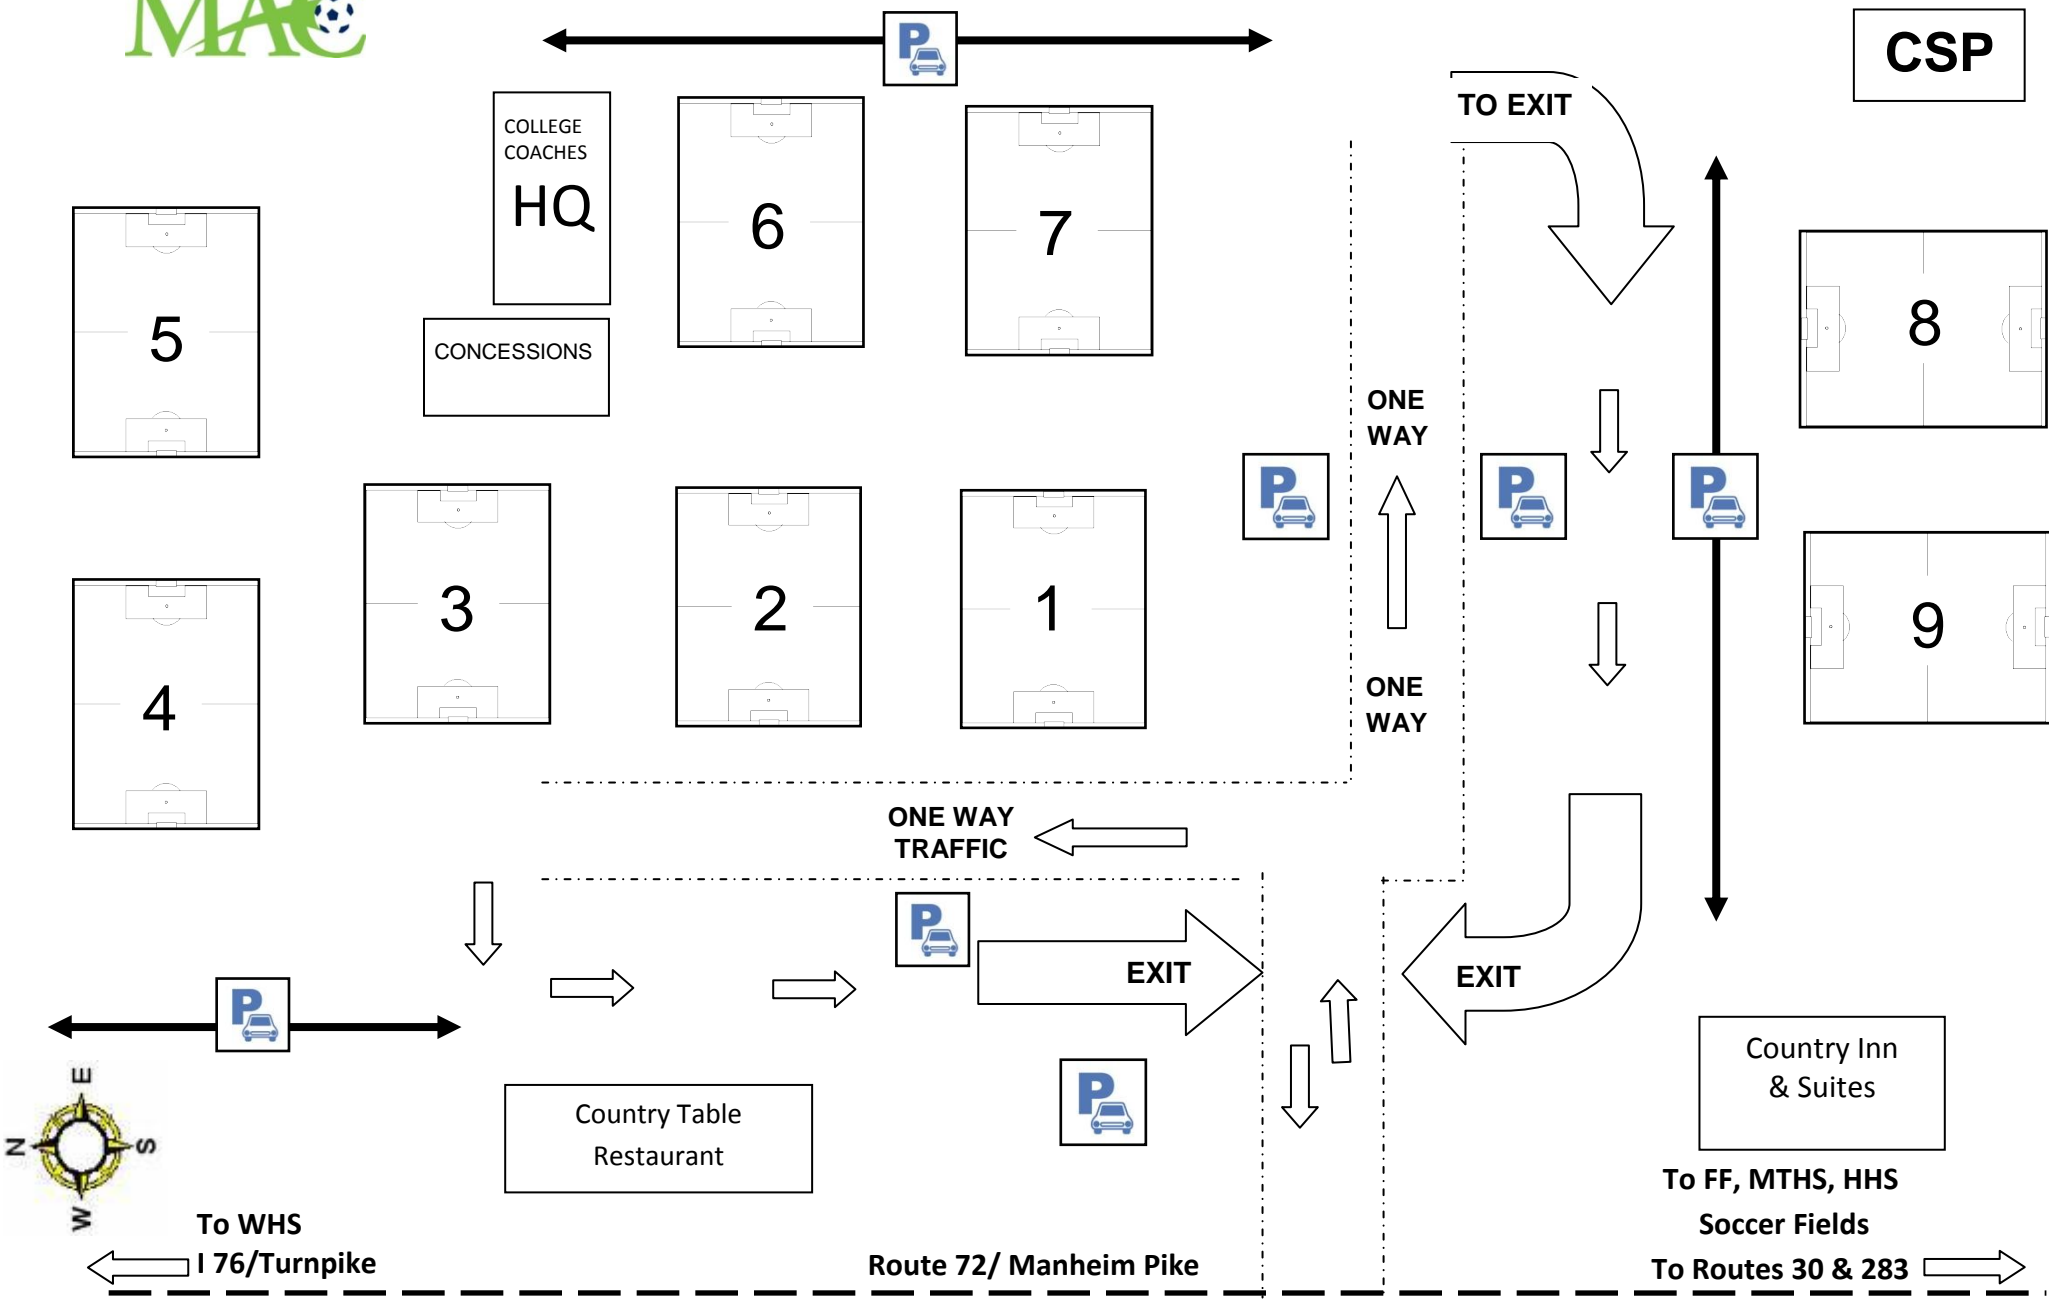 MAC
P
CSP
TO EXIT
COLLEGE
COACHES
HQ
6
7
5
8
CONCESSIONS
ONE
WAY
P
P
P
3
2
1
9
4
ONE
WAY
ONE WAY
TRAFFIC
P
EXIT
EXIT
P
P
Country Inn
& Suites
Country Table
Restaurant
E
N
S
W
To FF, MTHS, HHS
Soccer Fields
To Routes 30 & 283
To WHS
I 76/Turnpike
Route 72/ Manheim Pike